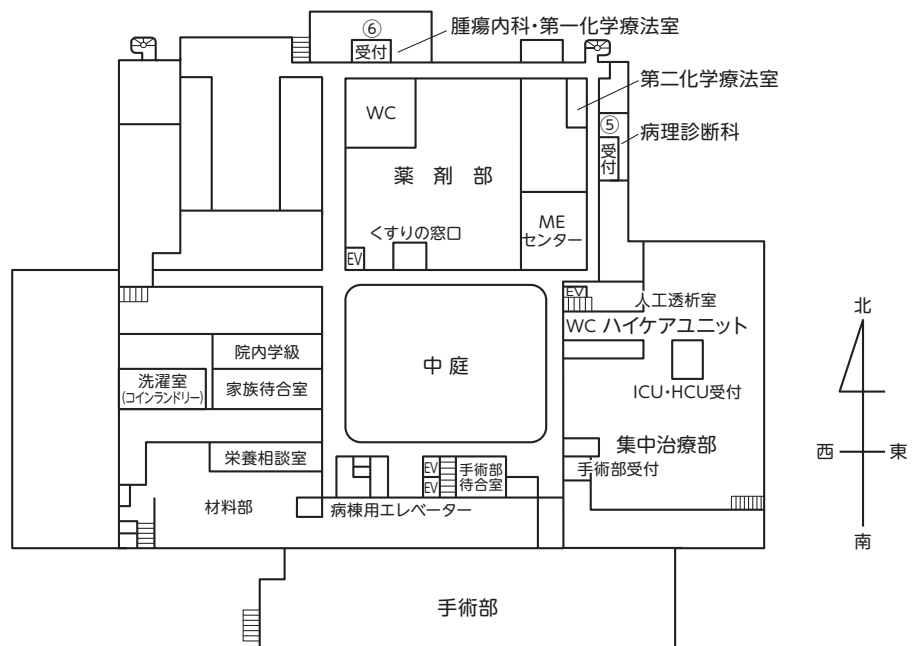 ⑥
受付
腫瘍内科・第一化学療法室
第二化学療法室
WC
⑤
受付
病理診断科
薬剤部
くすりの窓口
EV
ME
センター
EV
人工透析室
WC ハイケアユニット
中庭
院内学級
洗濯室
(コインランドリー)
家族待合室
ICU・HCU受付
集中治療部
手術部受付
栄養相談室
EV
EV
手術部
待合室
材料部
病棟用エレベーター
手術部
北
西
東
南